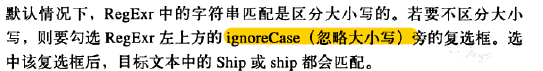 默认情况下，RegExr 中的字符串匹配是区分大小写的。若要不区分大小
写，则要勾选 RegExr 左上方的 ignoreCase（忽略大小写）旁的复选框。选
中该复选框后，目标文本中的 Ship 或 ship 都会匹配。